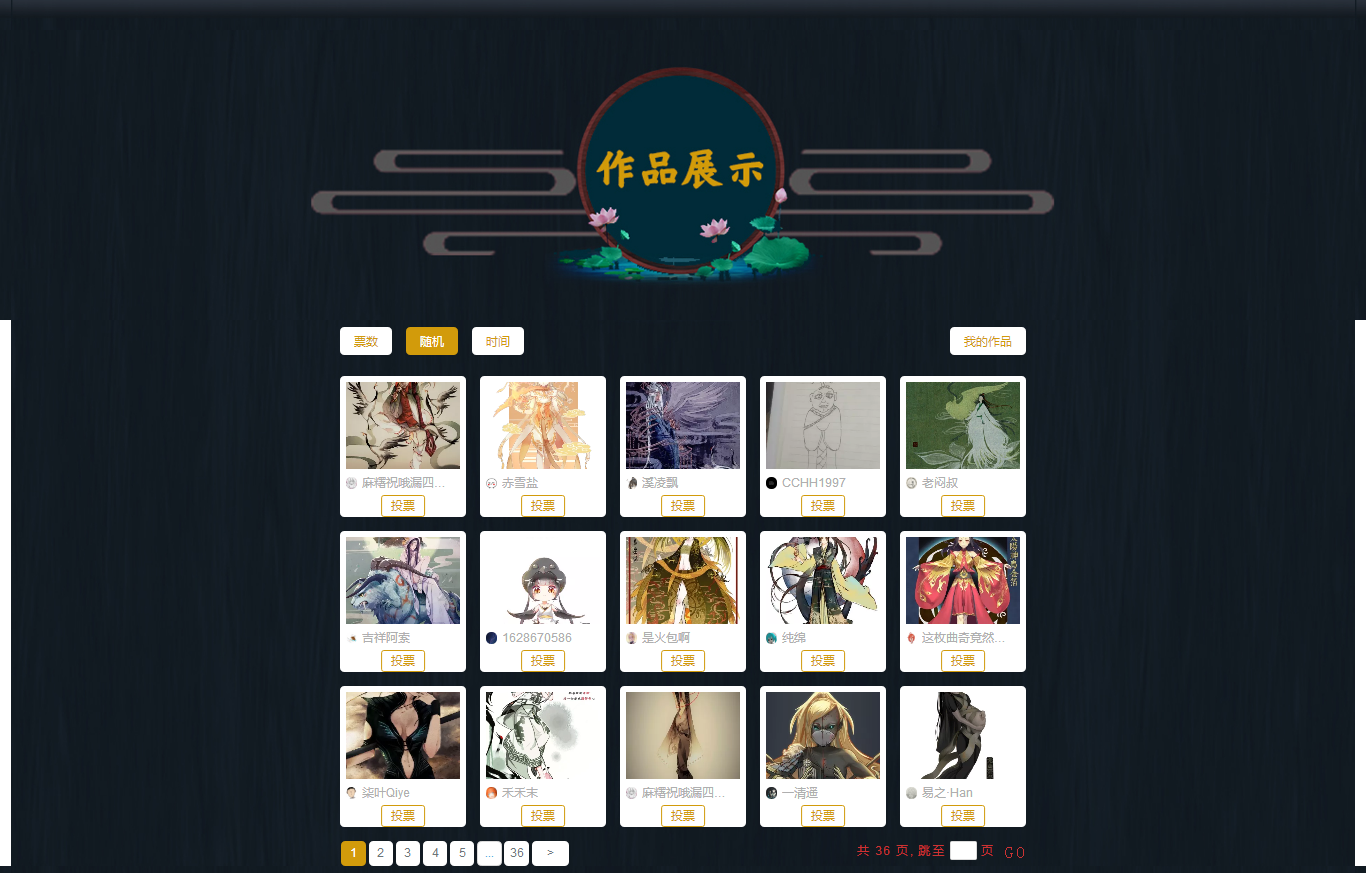 作品展示
票数 随机 时间 我的作品
麻糬祝哦漏四... 赤雪盐 溪凌飘 CCHH1997 老闷叔
投票 投票 投票 投票 投票
吉祥阿索 1628670586 是火包啊 纯绵 这枚曲奇竟然...
投票 投票 投票 投票 投票
柒叶Qiye 禾禾末 麻糬祝哦漏四... 一清遥 易之·Han
投票 投票 投票 投票 投票
1 2 3 4 5 ... 36 > 共 36 页, 跳至 页 GO